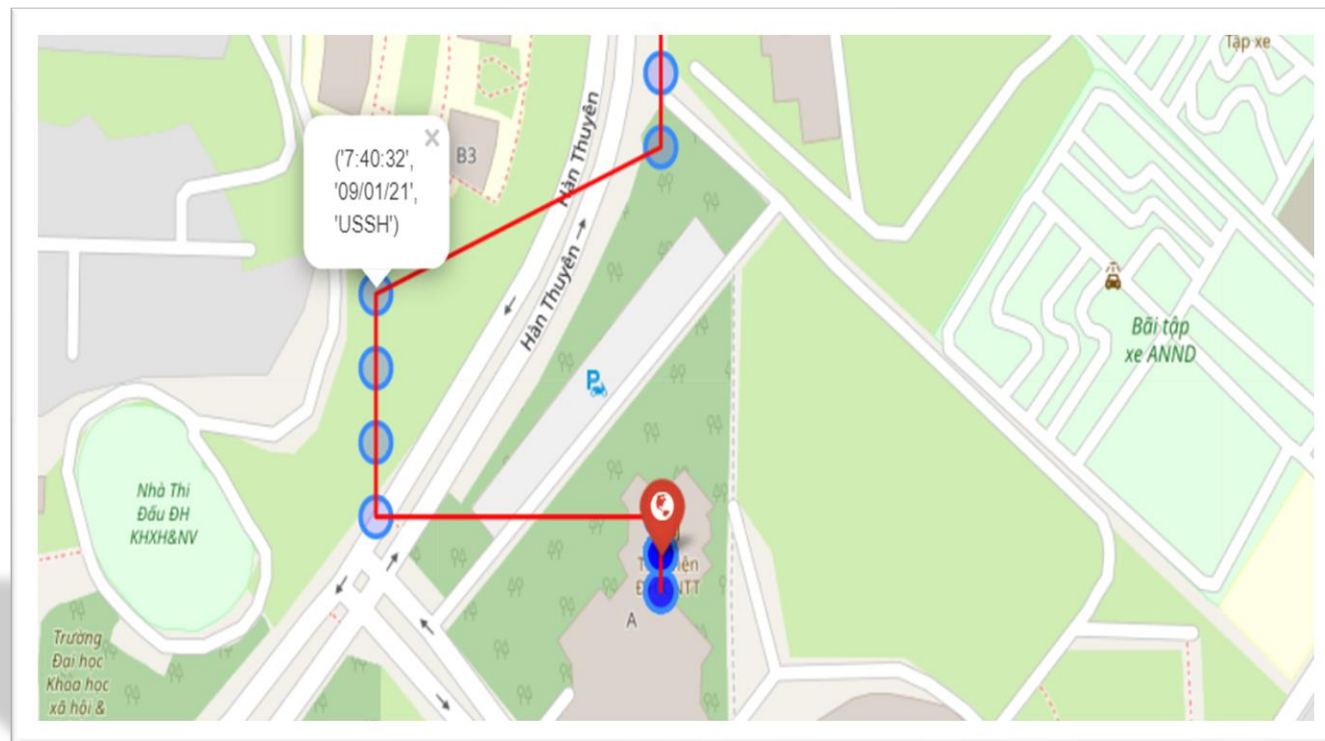 Tập xe
Hàn Thuyên
B3
('7:40:32',
'09/01/21',
'USSH')
Hàn Thuyên
Bãi tập
xe ANND
P
Nhà Thi
Đấu ĐH
KHXH&NV
A
Trường
Đại học
Khoa học
xã hội &